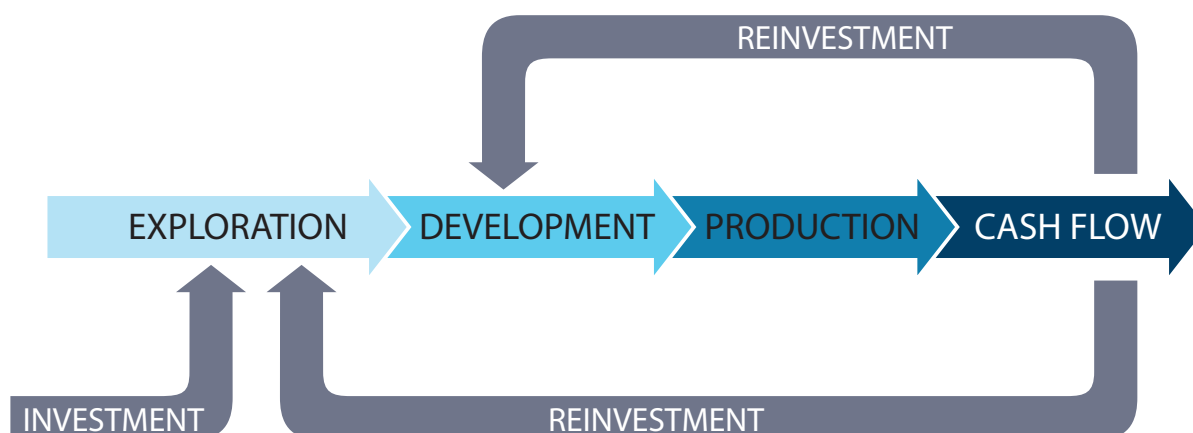 REINVESTMENT
EXPLORATION
DEVELOPMENT
PRODUCTION
CASH FLOW
INVESTMENT
REINVESTMENT